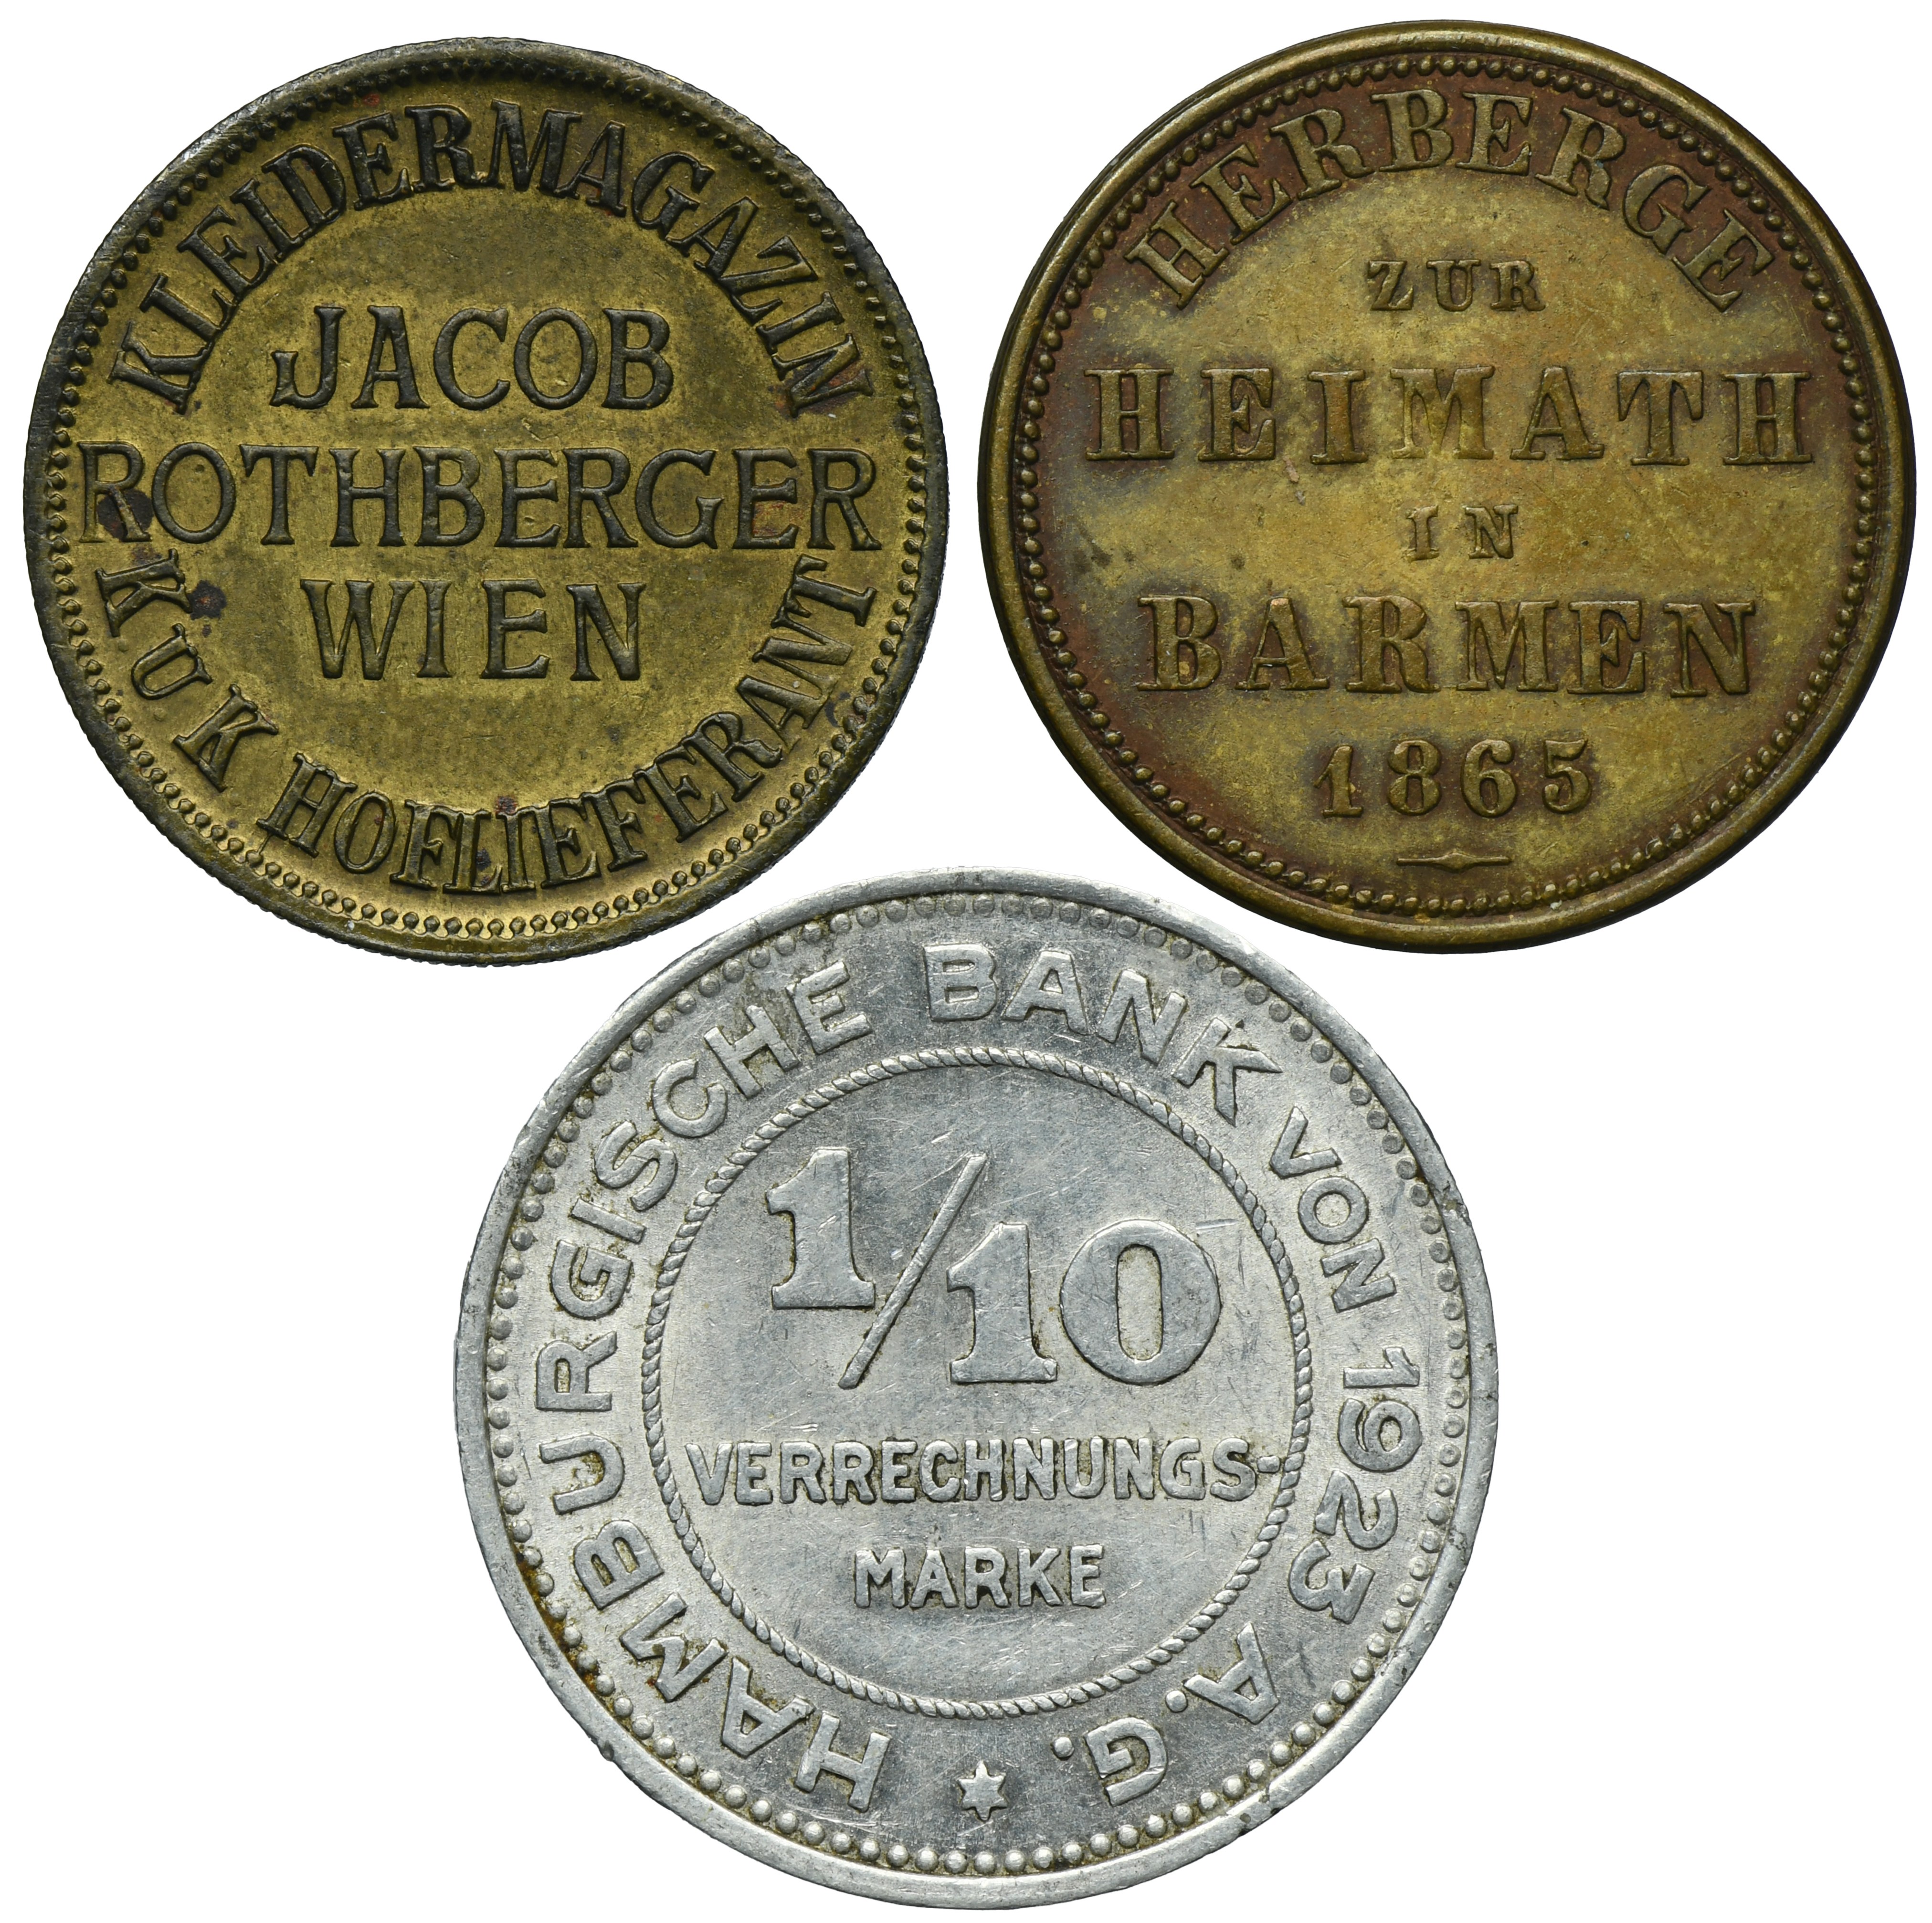 KLEIDERMAGAZIN
JACOB
ROTHBERGER
WIEN
K U K HOFLIEFERANT
HERBERGE
ZUR
HEIMATH
IN
BARMEN
1865
HAMBURGISCHE BANK VON 1923 A.G.
1/10
VERRECHNUNGS-
MARKE